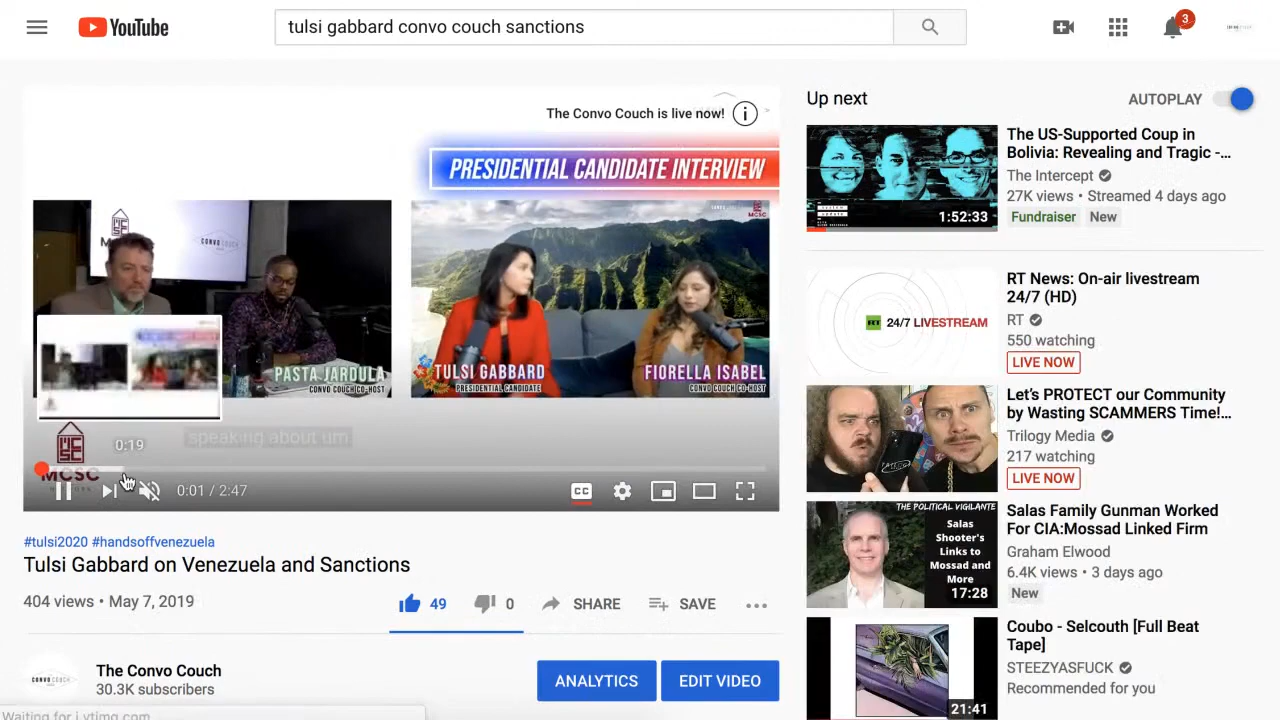 YouTube
tulsi gabbard convo couch sanctions
3
The Convo Couch is live now!
PRESIDENTIAL CANDIDATE INTERVIEW
PASTA JARDULA
CONVO COUCH CO-HOST
TULSI GABBARD
PRESIDENTIAL CANDIDATE
FIORELLA ISABEL
CONVO COUCH CO-HOST
0:19
speaking about um
MCSC
0:01 / 2:47
CC
#tulsi2020 #handsoffvenezuela
Tulsi Gabbard on Venezuela and Sanctions
404 views • May 7, 2019
49
0
SHARE
SAVE
The Convo Couch
30.3K subscribers
ANALYTICS
EDIT VIDEO
Waiting for i.ytimg.com
Up next
AUTOPLAY
The US-Supported Coup in
Bolivia: Revealing and Tragic -...
The Intercept
27K views • Streamed 4 days ago
Fundraiser
New
1:52:33
RT News: On-air livestream
24/7 (HD)
RT
550 watching
LIVE NOW
RT 24/7 LIVESTREAM
Let's PROTECT our Community
by Wasting SCAMMERS Time!...
Trilogy Media
217 watching
LIVE NOW
Salas Family Gunman Worked
For CIA:Mossad Linked Firm
Graham Elwood
6.4K views • 3 days ago
New
THE POLITICAL VIGILANTE
Salas
Shooter's
Links to
Mossad and
More
17:28
Coubo - Selcouth [Full Beat
Tape]
STEEZYASFUCK
Recommended for you
21:41